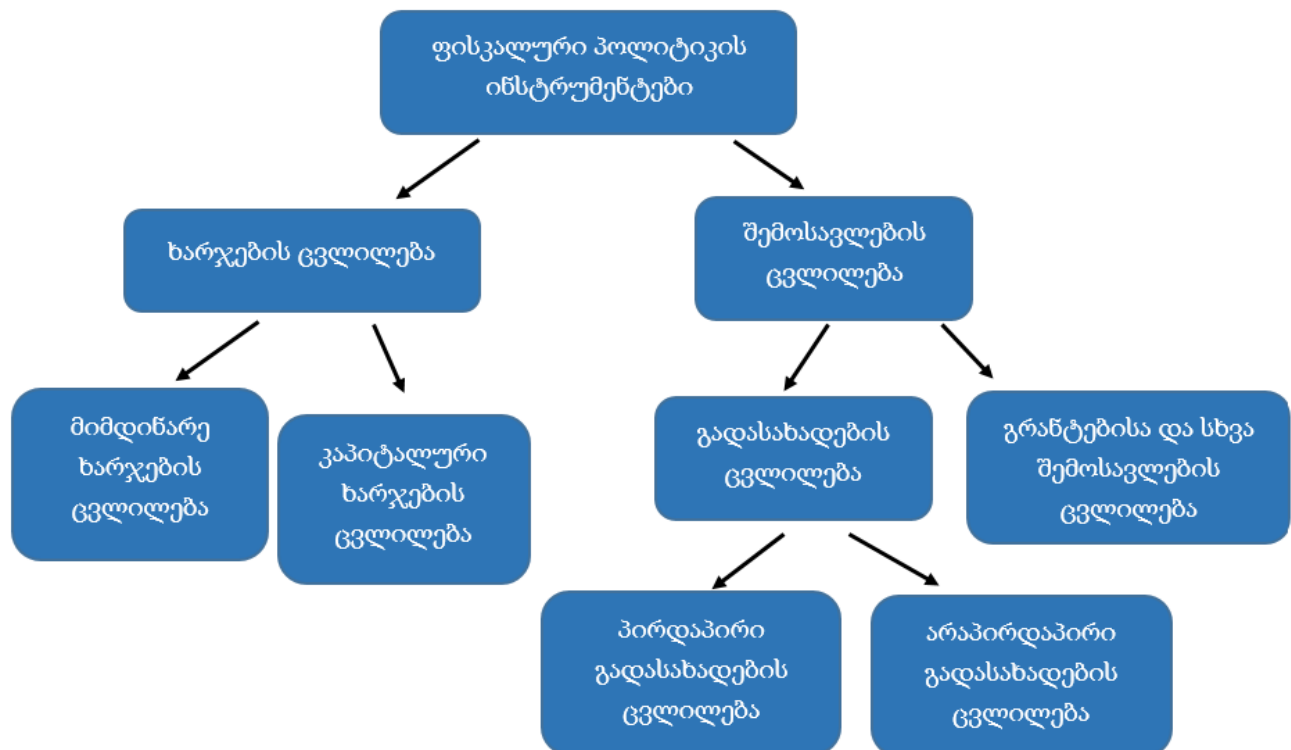 ფისკალური პოლიტიკის
ინსტრუმენტები
ხარჯების ცვლილება
შემოსავლების
ცვლილება
მიმდინარე
ხარჯების
ცვლილება
კაპიტალური
ხარჯების
ცვლილება
გადასახადების
ცვლილება
გრანტებისა და სხვა
შემოსავლების
ცვლილება
პირდაპირი
გადასახადების
ცვლილება
არაპირდაპირი
გადასახადების
ცვლილება